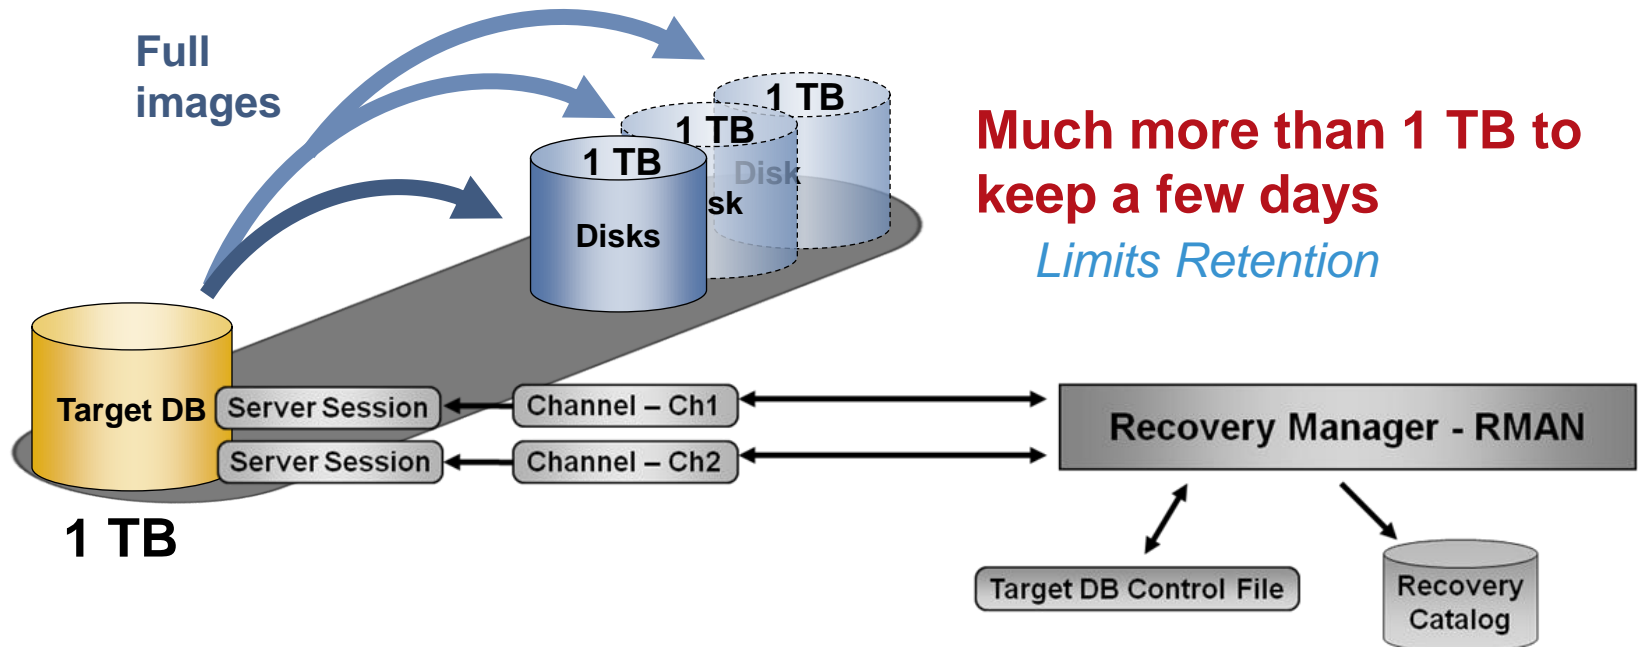 Full
images
1 TB
1 TB
1 TB
Disk
sk
Disks
Much more than 1 TB to
keep a few days
Limits Retention
Target DB
Server Session
Channel – Ch1
Server Session
Channel – Ch2
Recovery Manager - RMAN
1 TB
Target DB Control File
Recovery
Catalog